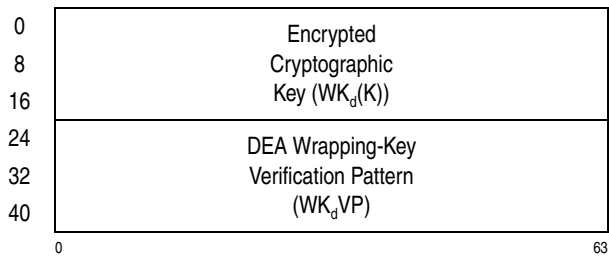 0 Encrypted
8 Cryptographic
16 Key (WKd(K))
24 DEA Wrapping-Key
32 Verification Pattern
40 (WKdVP)
0 63